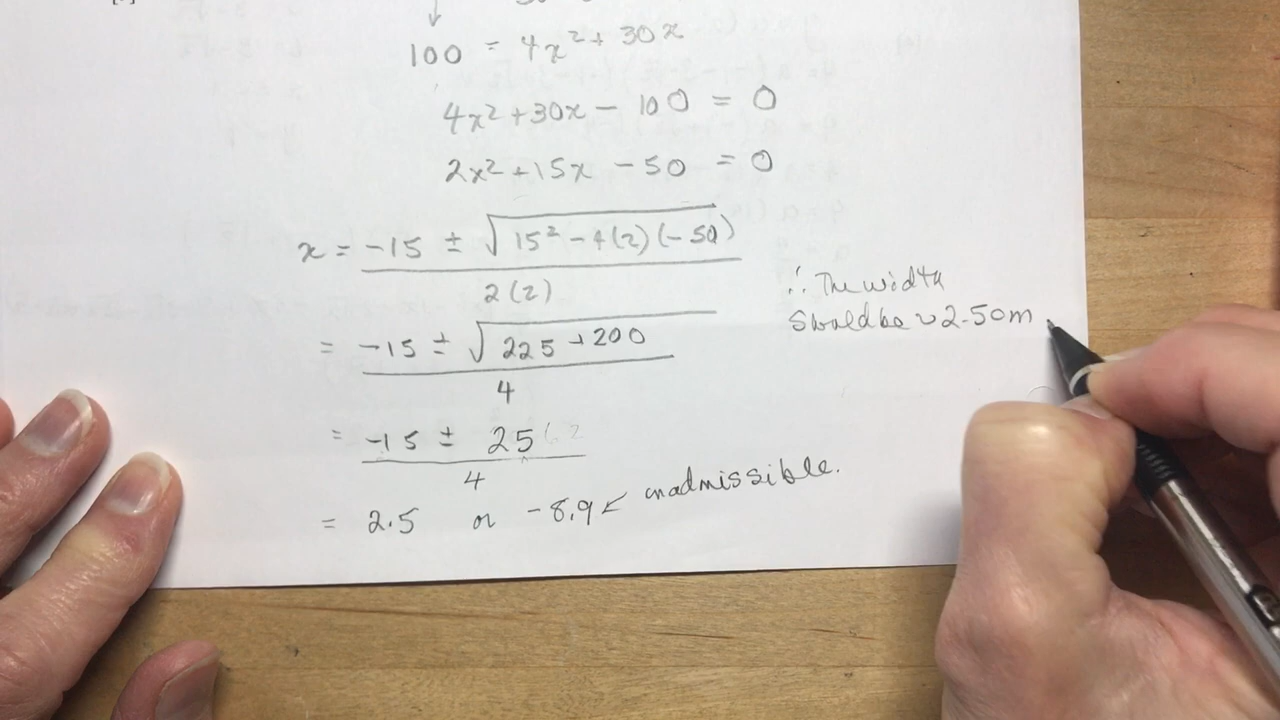 100 = 4x² + 30x
4x² + 30x - 100 = 0
2x² + 15x - 50 = 0
x = -15 ± √15² - 4(2)(-50)
2(2)
∴ The width
should be ~ 2.50m
= -15 ± √225 + 200
4
= -15 ± 25
4
= 2.5 or -8.9 ← inadmissible.